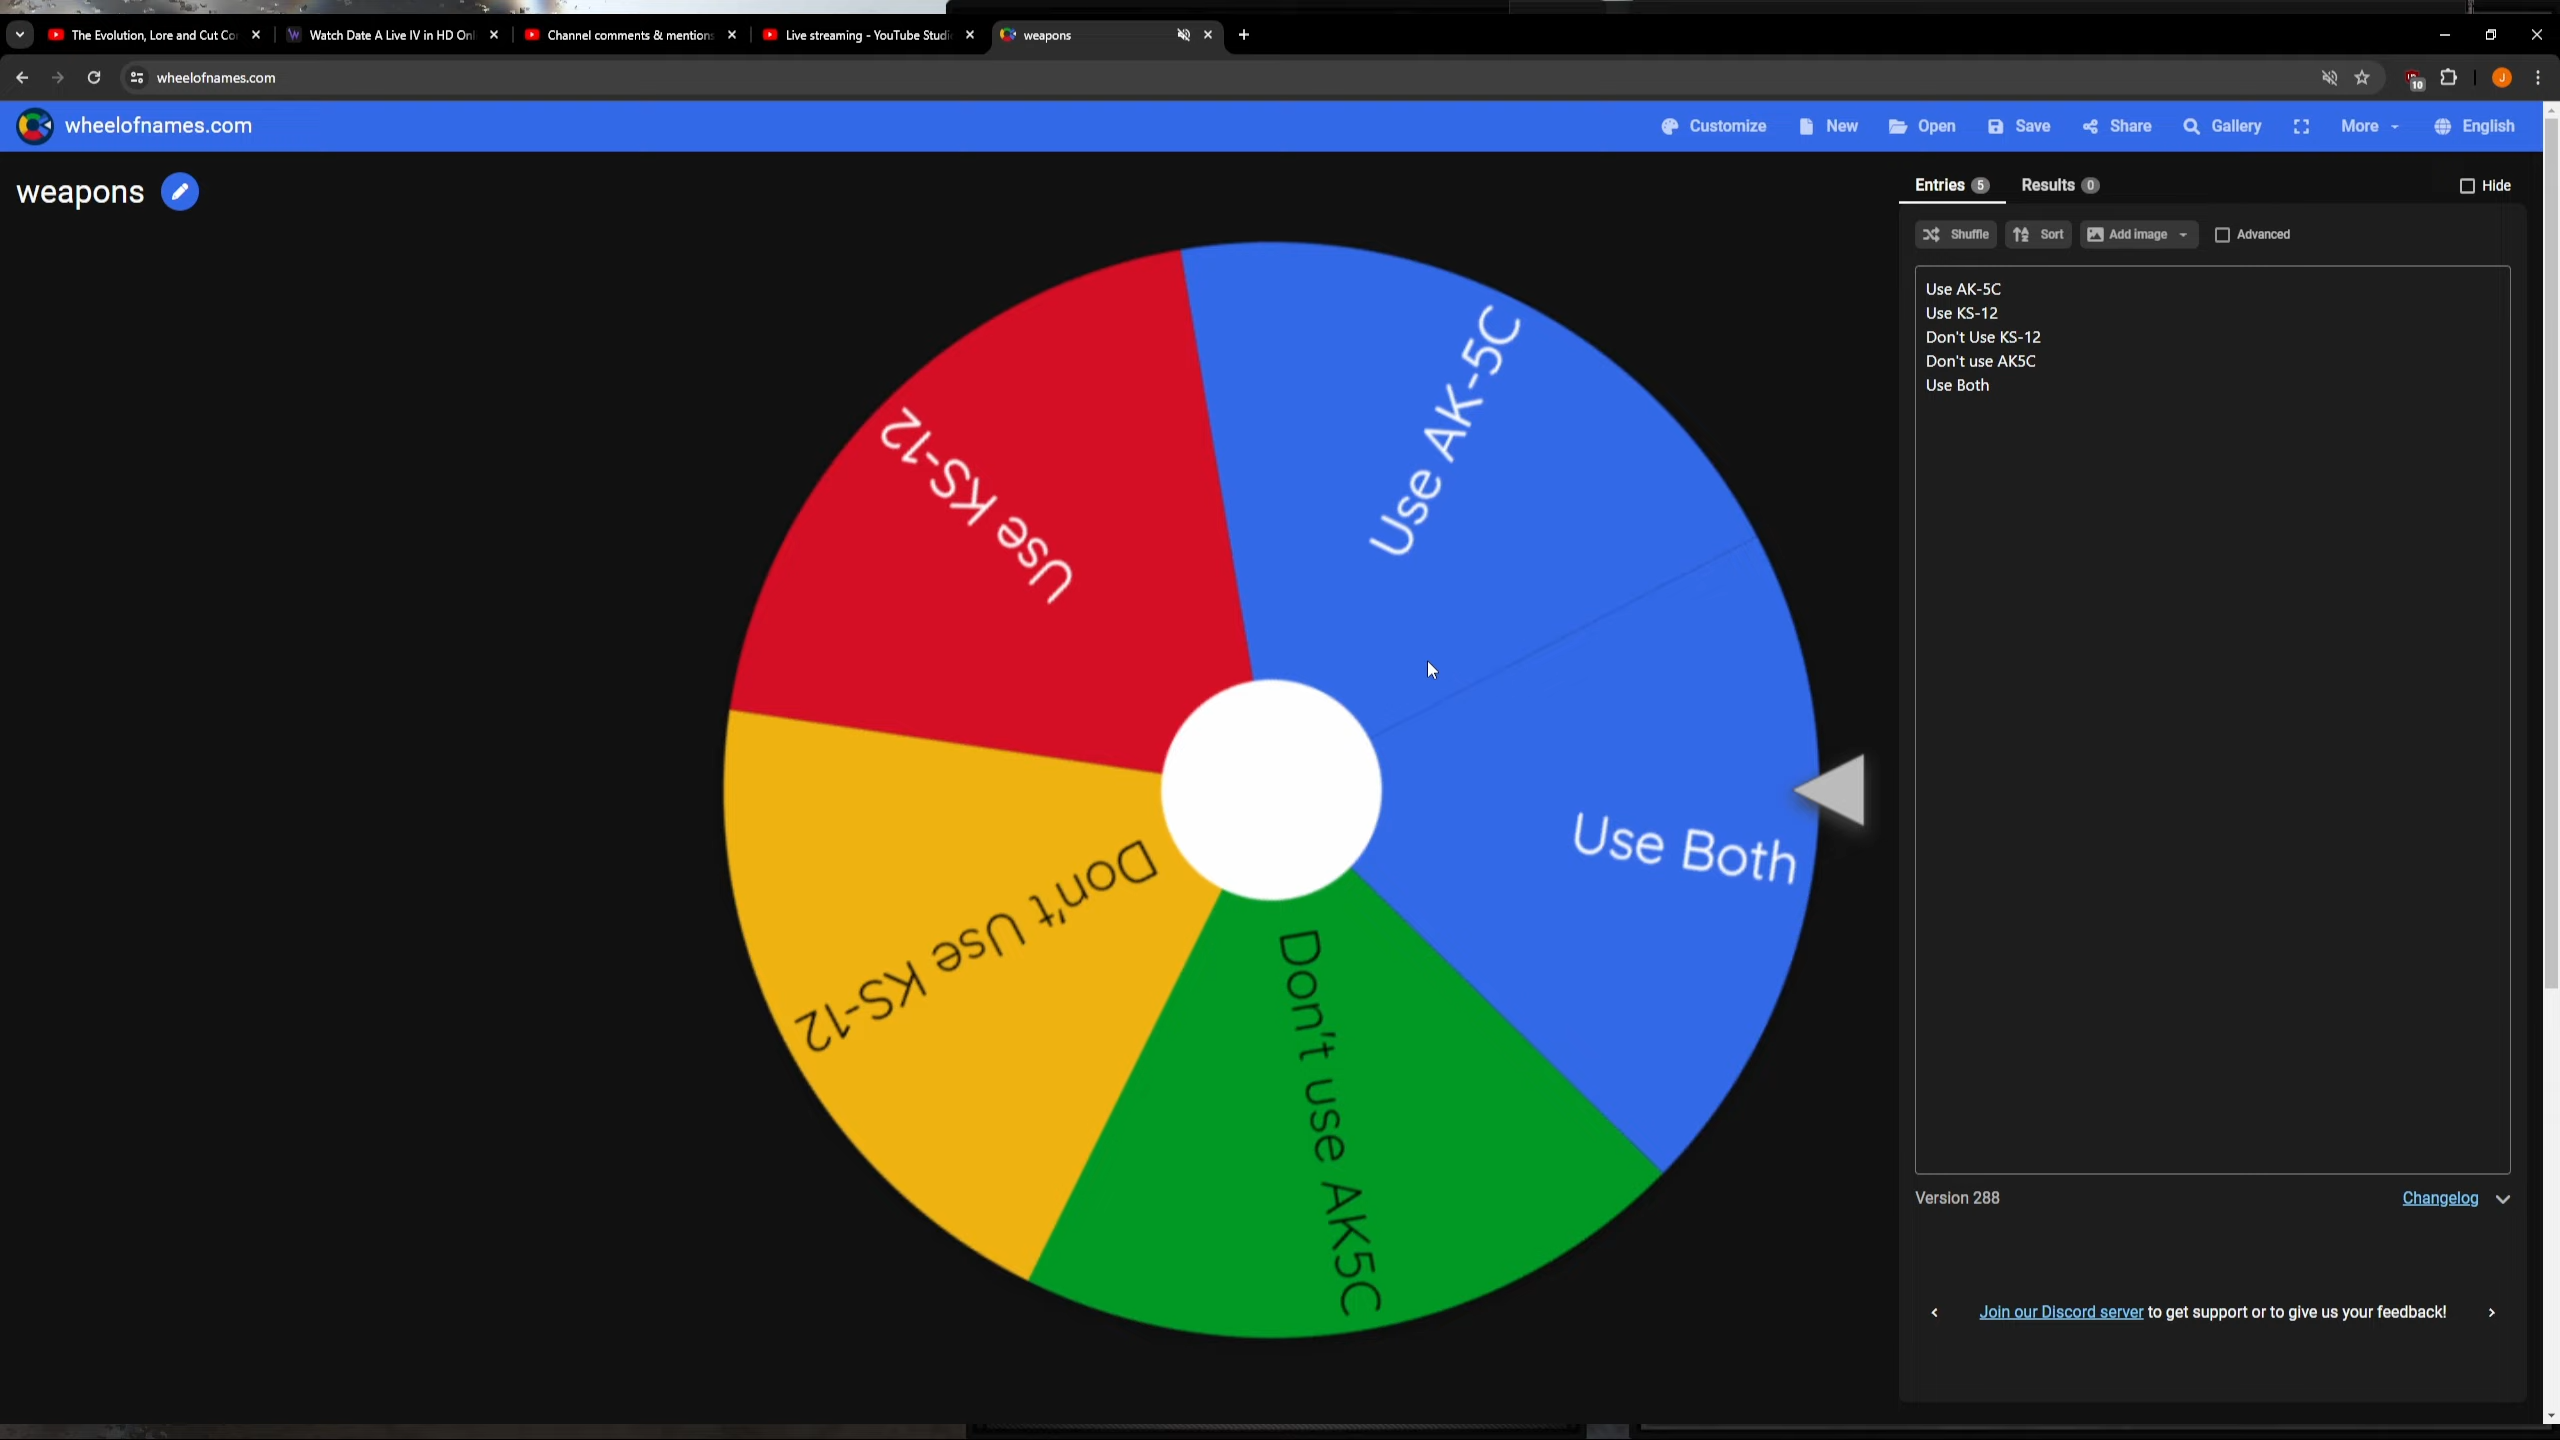 The Evolution, Lore and Cut Co
Watch Date A Live IV in HD Onl
Channel comments & mentions
Live streaming - YouTube Studi
weapons
wheelofnames.com
10
J
wheelofnames.com
Customize
New
Open
Save
Share
Gallery
More
English
weapons
Entries 5
Results 0
Hide
Shuffle
Sort
Add image
Advanced
Use AK-5C
Use KS-12
Don't Use KS-12
Don't use AK5C
Use Both
Use AK-5C
Use KS-12
Don't Use KS-12
Don't use AK5C
Use Both
Version 288
Changelog
Join our Discord server to get support or to give us your feedback!